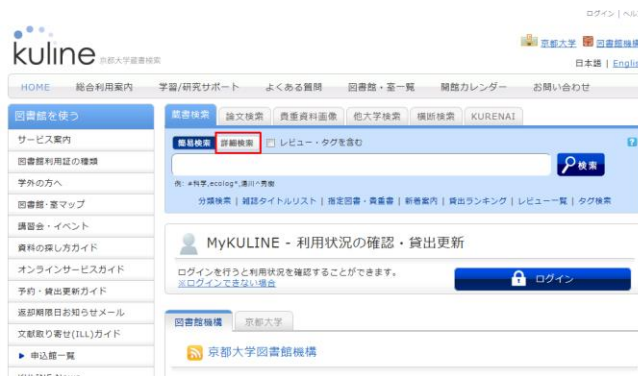 ログイン | ヘル
kuline 京都大学蔵書検索
京都大学 図書館機構
日本語 | Englis
HOME 総合利用案内 学習/研究サポート よくある質問 図書館・室一覧 開館カレンダー お問い合わせ
図書館を使う
サービス案内
図書館利用証の種類
学外の方へ
図書館・室マップ
講習会・イベント
資料の探し方ガイド
オンラインサービスガイド
予約・貸出更新ガイド
返却期限日お知らせメール
文献取り寄せ(ILL)ガイド
▶ 申込館一覧
KULINE News
蔵書検索 論文検索 貴重資料画像 他大学検索 横断検索 KURENAI
簡易検索 詳細検索 レビュー・タグを含む
検索
例: #科学,ecolog*,湯川^秀樹
分類検索 | 雑誌タイトルリスト | 指定図書・貴重書 | 新着案内 | 貸出ランキング | レビュー一覧 | タグ検索
MyKULINE - 利用状況の確認・貸出更新
ログインを行うと利用状況を確認することができます。
※ログインできない場合
ログイン
図書館機構 京都大学
京都大学図書館機構